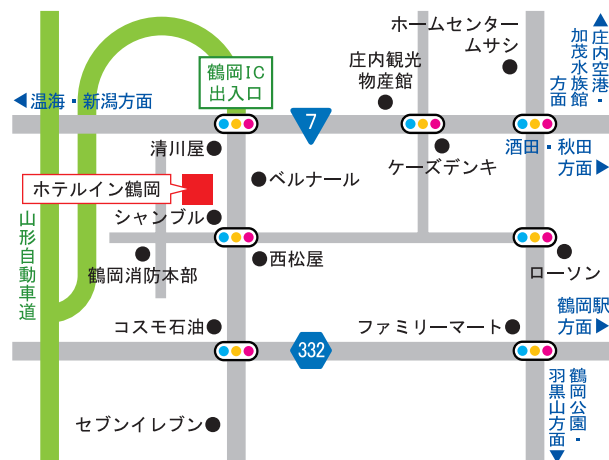 ホームセンター
ムサシ
庄内空港・
加茂水族館
方面
庄内観光
物産館
鶴岡IC
出入口
温海・新潟方面
7
清川屋
ケーズデンキ
酒田・秋田
方面
ベルナール
ホテルイン鶴岡
シャンブル
山形自動車道
鶴岡消防本部
西松屋
ローソン
鶴岡駅
方面
コスモ石油
ファミリーマート
332
鶴岡公園・
羽黒山方面
セブンイレブン